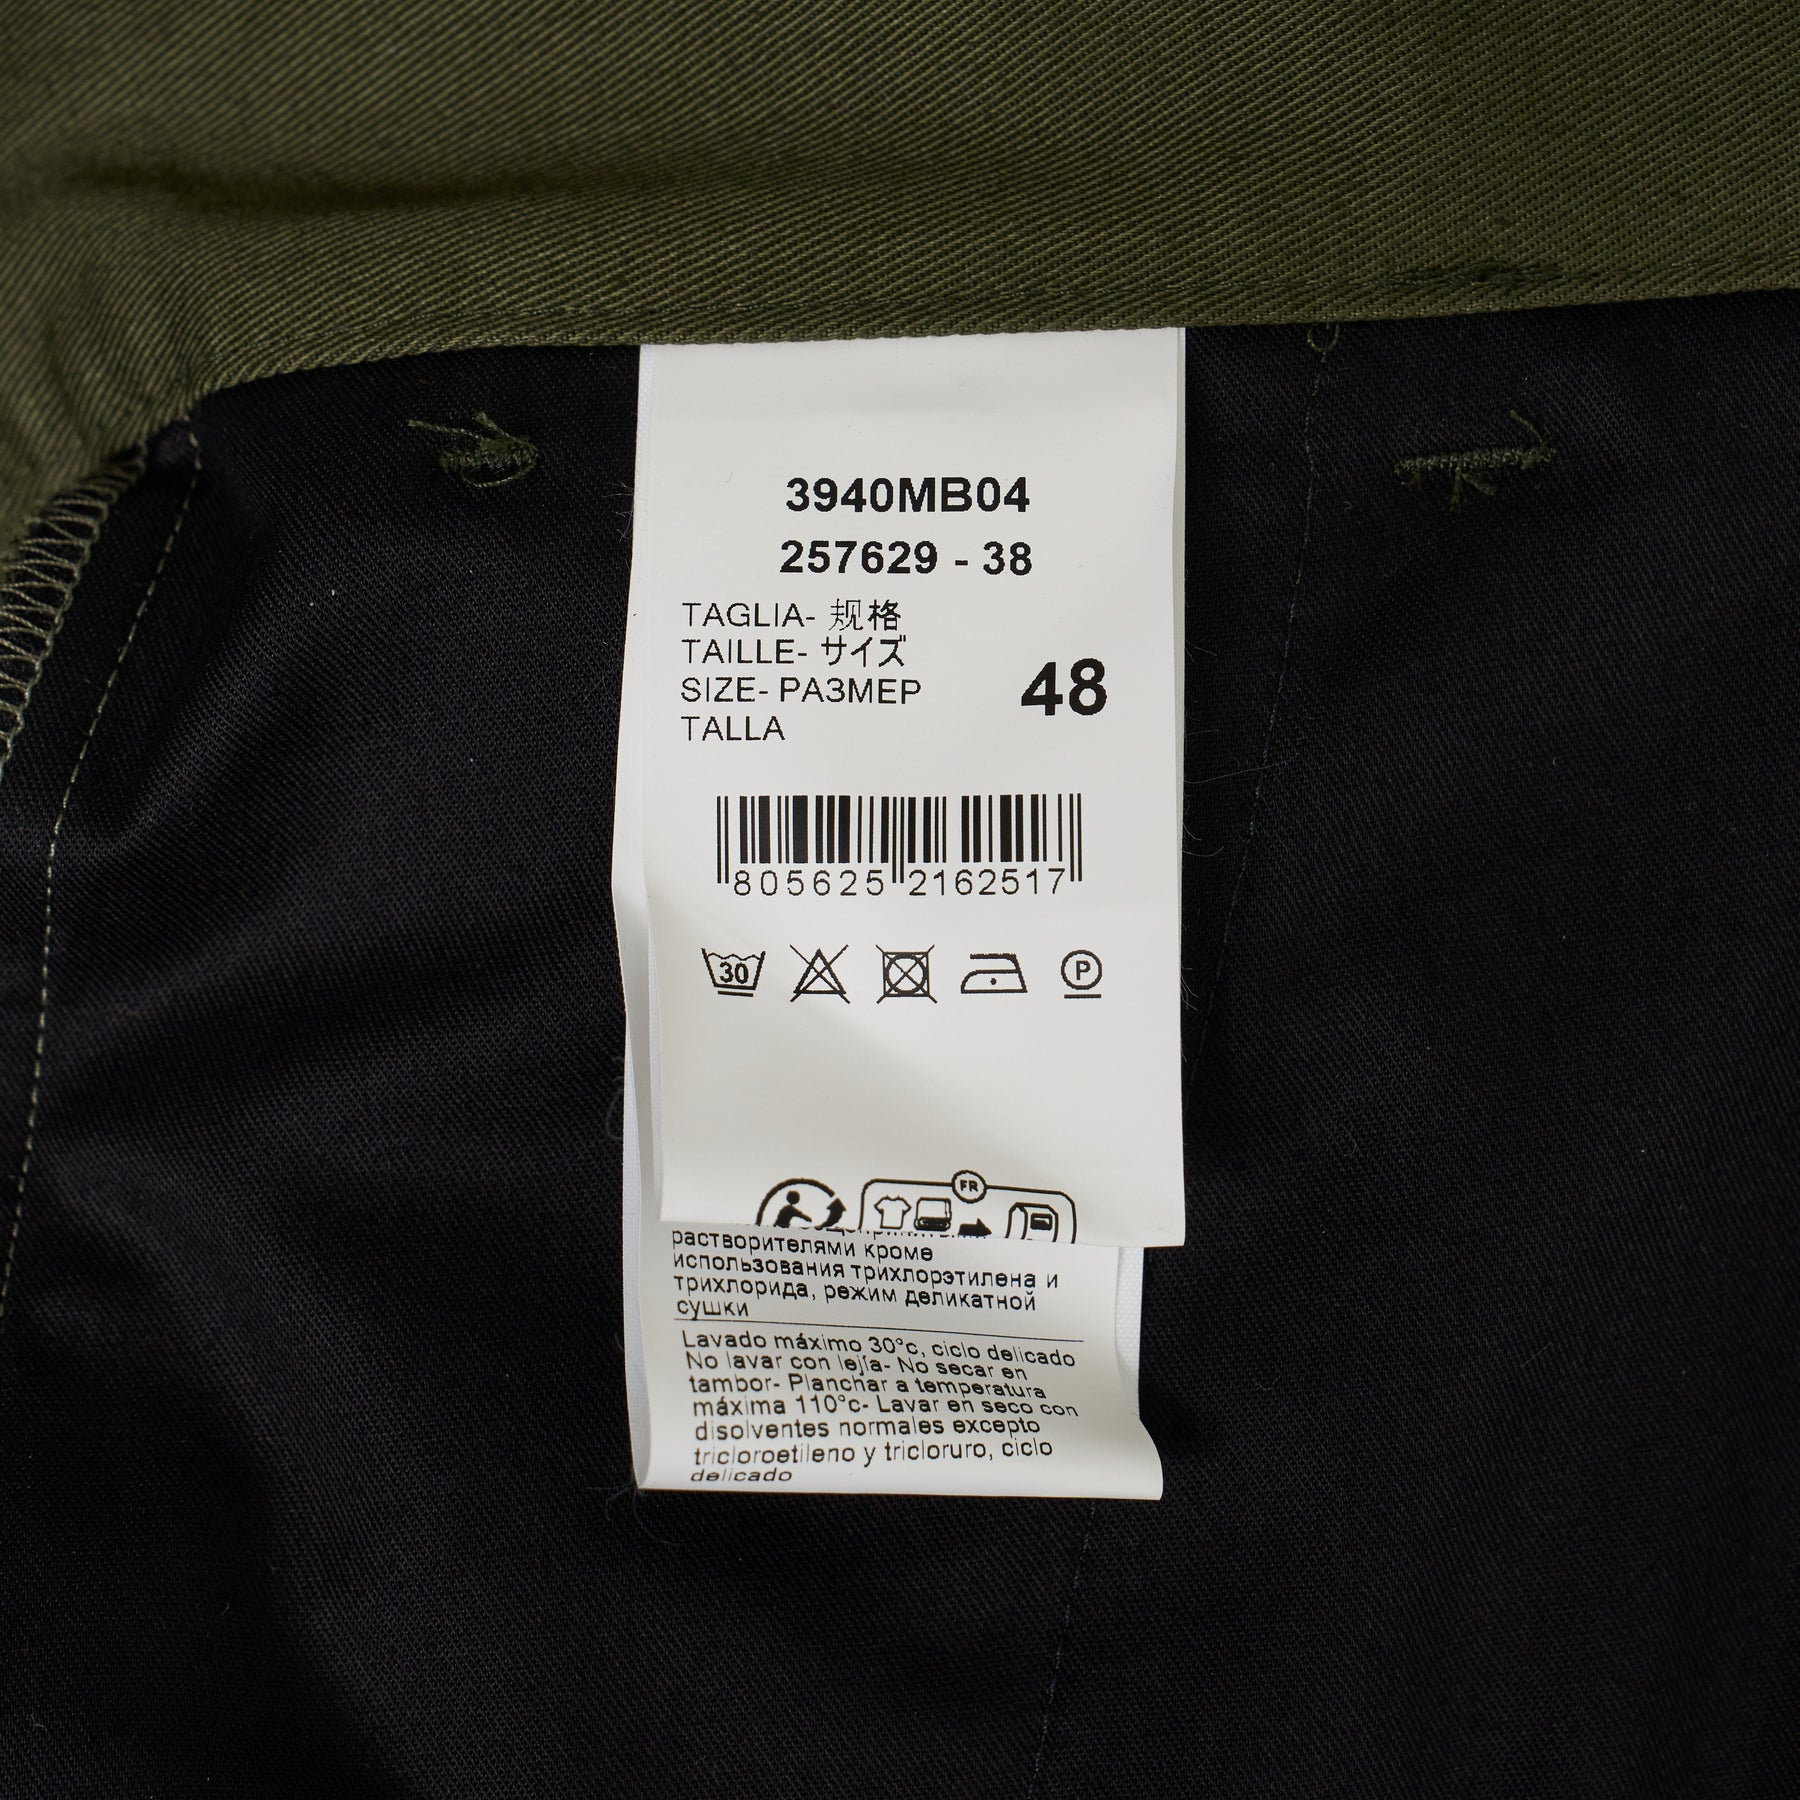 3940MB04
257629 - 38
TAGLIA- 规格
TAILLE- サイズ
SIZE- РАЗМЕР
TALLA
48
805625 2162517
30
P
FR
растворителями кроме
использования трихлорэтилена и
трихлорида, режим деликатной
сушки
Lavado máximo 30°c, ciclo delicado
No lavar con lejía- No secar en
tambor- Planchar a temperatura
máxima 110°c- Lavar en seco con
disolventes normales excepto
tricloroetileno y tricloruro, ciclo
delicado